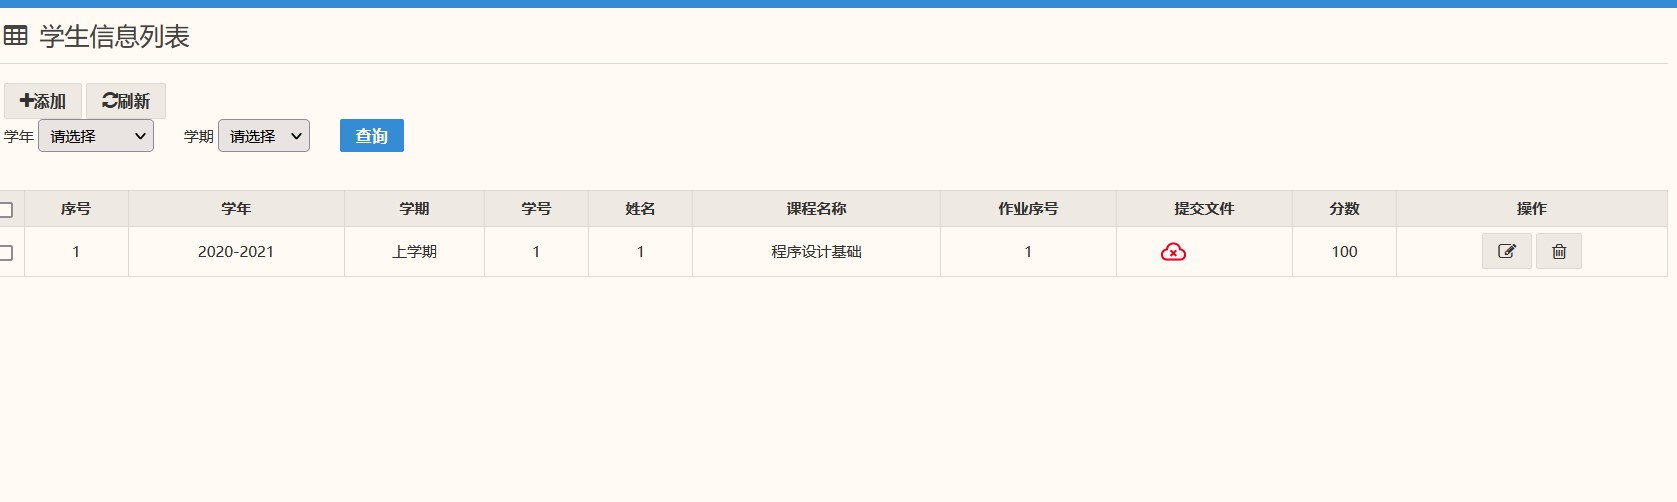 学生信息列表
添加 刷新
学年 请选择 学期 请选择 查询
序号 学年 学期 学号 姓名 课程名称 作业序号 提交文件 分数 操作
1 2020-2021 上学期 1 1 程序设计基础 1 100